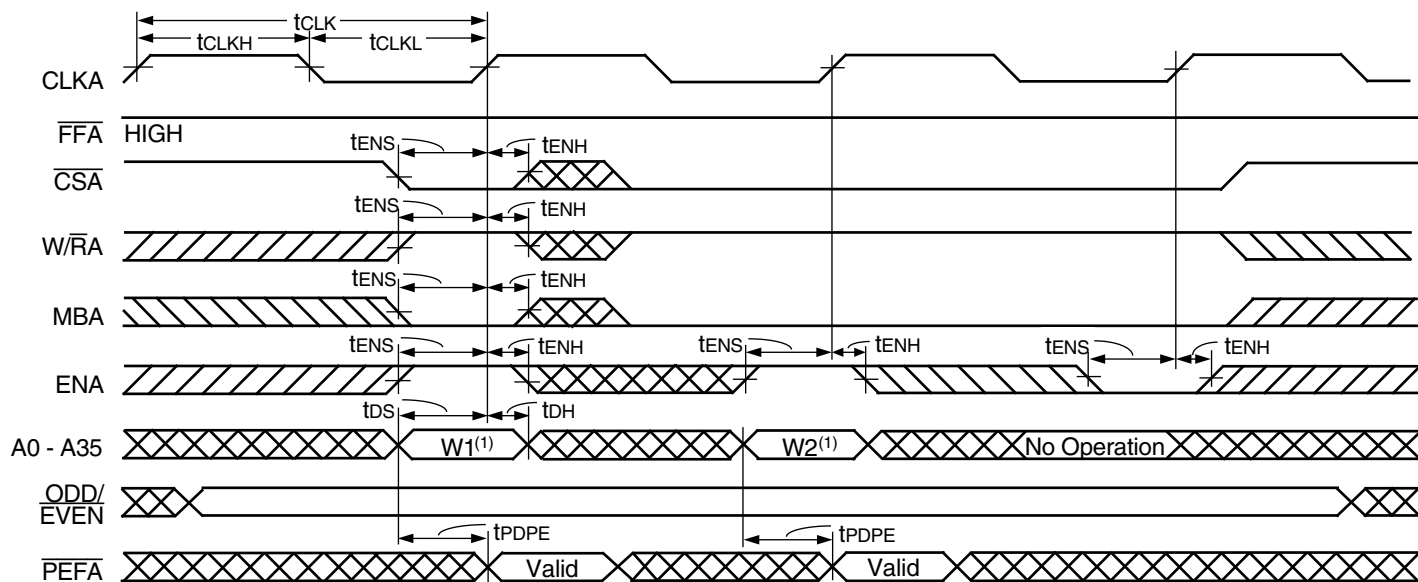 tCLK
tCLKH tCLKL
CLKA
FFA HIGH
tENS tENH
CSA
tENS tENH
W/RA
tENS tENH
MBA
tENS tENH tENS tENH tENS tENH
ENA
tDS tDH
A0 - A35 W1(1) W2(1) No Operation
ODD/
EVEN
tPDPE tPDPE
PEFA Valid Valid